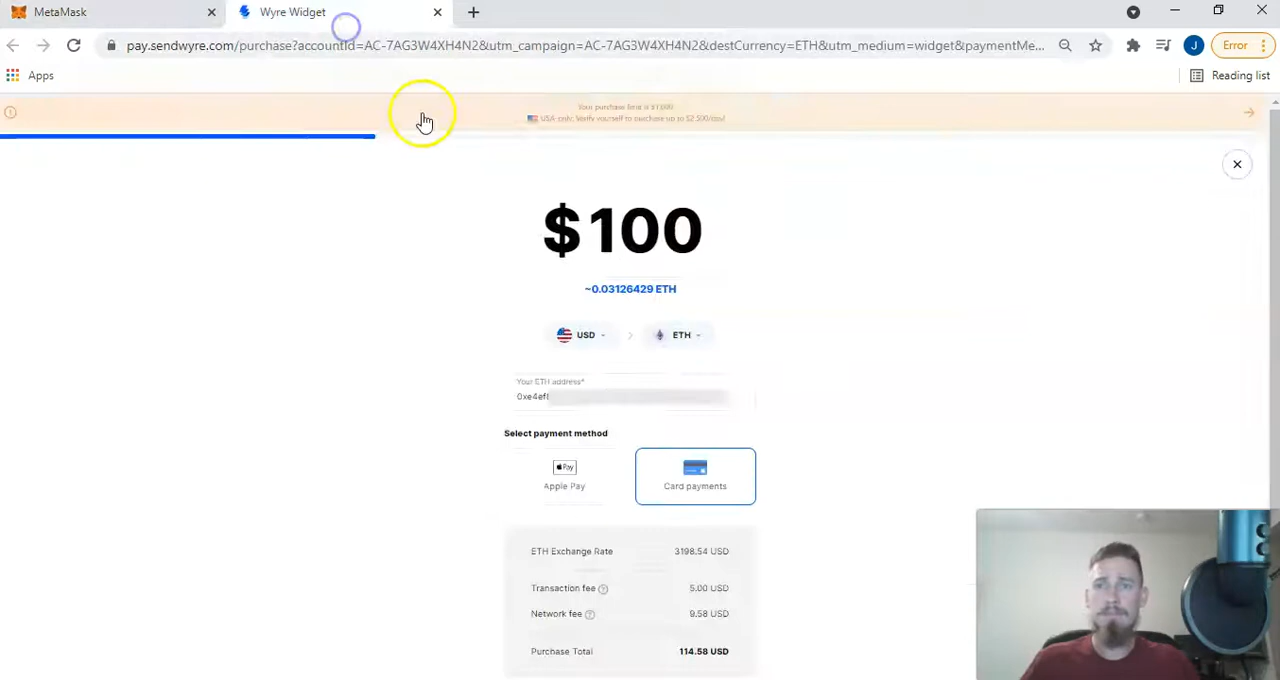 MetaMask
Wyre Widget
pay.sendwyre.com/purchase?accountId=AC-7AG3W4XH4N2&utm_campaign=AC-7AG3W4XH4N2&destCurrency=ETH&utm_medium=widget&paymentMe...
J
Error
Apps
Reading list
Your purchase limit is
USA only: Verify yourself to purchase up to $2,500/day!
$100
~0.03126429 ETH
USD
ETH
Your ETH address*
0xe4ef
Select payment method
Pay
Apple Pay
Card payments
ETH Exchange Rate 3198.54 USD
Transaction fee ? 5.00 USD
Network fee ? 9.58 USD
Purchase Total 114.58 USD